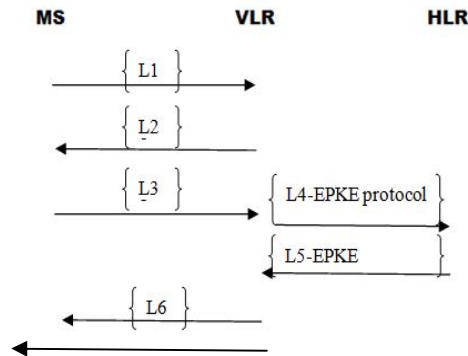 MS VLR HLR
{ L1 }
{ L2 }
{ L3 }
{ L4-EPKE protocol }
{ L5-EPKE }
{ L6 }